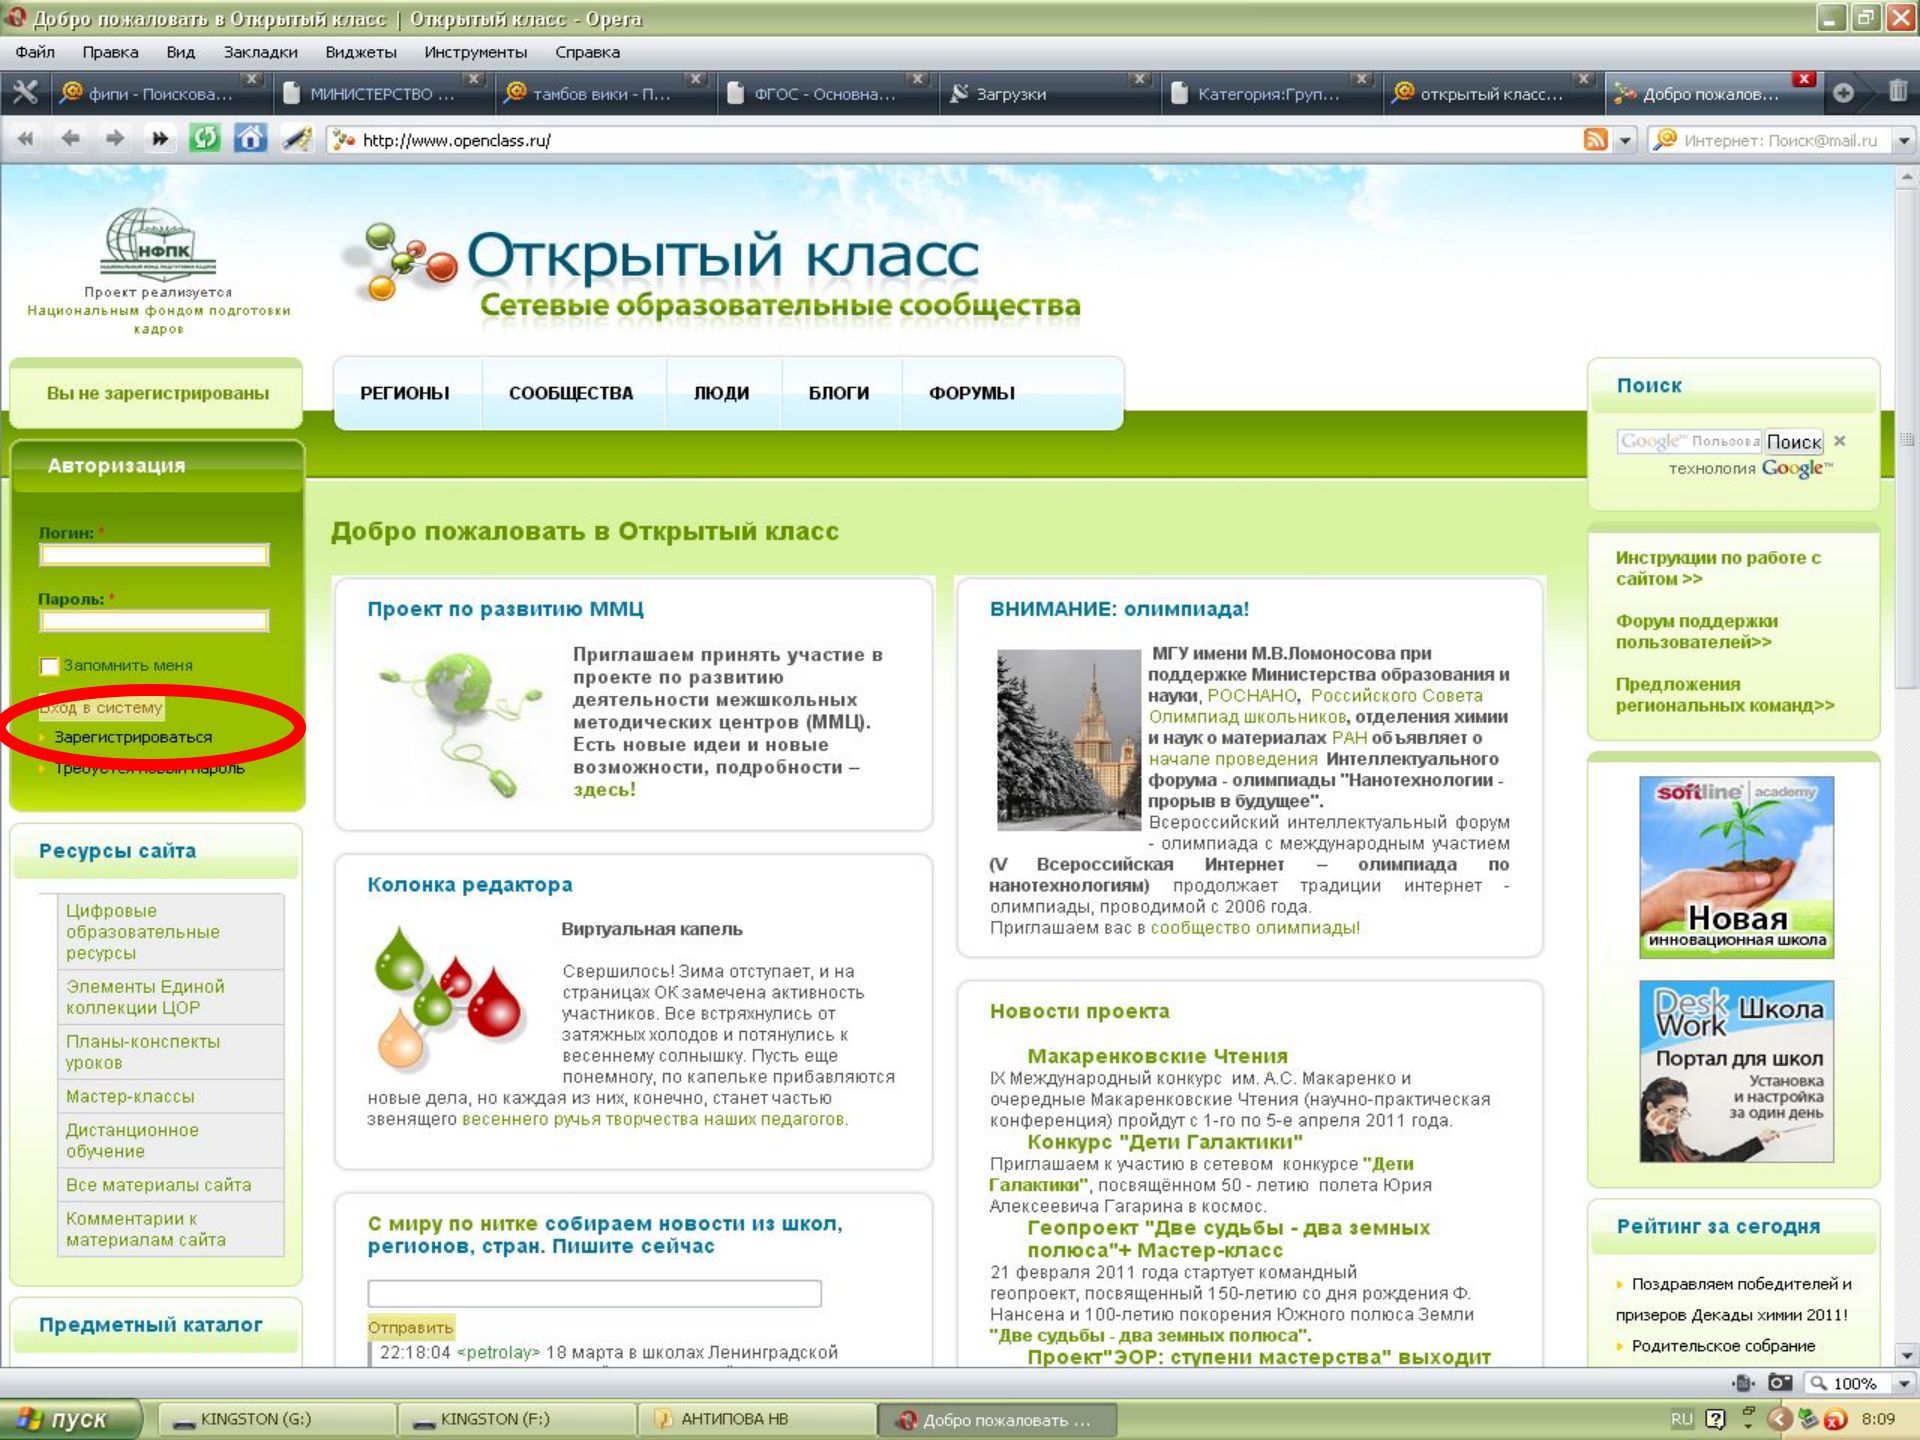 Добро пожаловать в Открытый класс | Открытый класс - Opera
Файл Правка Вид Закладки Виджеты Инструменты Справка
фипи - Поискова... МИНИСТЕРСТВО ... тамбов вики - П... ФГОС - Основна... Загрузки Категория:Груп... открытый класс... Добро пожалов...
http://www.openclass.ru/
Интернет: Поиск@mail.ru
НФПК
Проект реализуется
Национальным фондом подготовки
кадров
Открытый класс
Сетевые образовательные сообщества
Вы не зарегистрированы
РЕГИОНЫ СООБЩЕСТВА ЛЮДИ БЛОГИ ФОРУМЫ
Авторизация
Логин: *
Пароль: *
Запомнить меня
Вход в систему
Зарегистрироваться
Требуется новый пароль
Ресурсы сайта
Цифровые
образовательные
ресурсы
Элементы Единой
коллекции ЦОР
Планы-конспекты
уроков
Мастер-классы
Дистанционное
обучение
Все материалы сайта
Комментарии к
материалам сайта
Предметный каталог
Добро пожаловать в Открытый класс
Проект по развитию ММЦ
Приглашаем принять участие в
проекте по развитию
деятельности межшкольных
методических центров (ММЦ).
Есть новые идеи и новые
возможности, подробности –
здесь!
Колонка редактора
Виртуальная капель
Свершилось! Зима отступает, и на
страницах ОК замечена активность
участников. Все встряхнулись от
затяжных холодов и потянулись к
весеннему солнышку. Пусть еще
понемногу, по капельке прибавляются
новые дела, но каждая из них, конечно, станет частью
звенящего весеннего ручья творчества наших педагогов.
С миру по нитке собираем новости из школ,
регионов, стран. Пишите сейчас
Отправить
22:18:04 <petrolay> 18 марта в школах Ленинградской
ВНИМАНИЕ: олимпиада!
МГУ имени М.В.Ломоносова при
поддержке Министерства образования и
науки, РОСНАНО, Российского Совета
Олимпиад школьников, отделения химии
и наук о материалах РАН объявляет о
начале проведения Интеллектуального
форума - олимпиады "Нанотехнологии -
прорыв в будущее".
Всероссийский интеллектуальный форум
- олимпиада с международным участием
(V Всероссийская Интернет – олимпиада по
нанотехнологиям) продолжает традиции интернет -
олимпиады, проводимой с 2006 года.
Приглашаем вас в сообщество олимпиады!
Новости проекта
Макаренковские Чтения
IX Международный конкурс им. А.С. Макаренко и
очередные Макаренковские Чтения (научно-практическая
конференция) пройдут с 1-го по 5-е апреля 2011 года.
Конкурс "Дети Галактики"
Приглашаем к участию в сетевом конкурсе "Дети
Галактики", посвящённом 50 - летию полета Юрия
Алексеевича Гагарина в космос.
Геопроект "Две судьбы - два земных
полюса"+ Мастер-класс
21 февраля 2011 года стартует командный
геопроект, посвященный 150-летию со дня рождения Ф.
Нансена и 100-летию покорения Южного полюса Земли
"Две судьбы - два земных полюса".
Проект"ЭОР: ступени мастерства" выходит
Поиск
Google™ Пользова Поиск ×
технология Google™
Инструкции по работе с
сайтом >>
Форум поддержки
пользователей>>
Предложения
региональных команд>>
softline academy
Новая
инновационная школа
Desk Work Школа
Портал для школ
Установка
и настройка
за один день
Рейтинг за сегодня
Поздравляем победителей и
призеров Декады химии 2011!
Родительское собрание
100%
пуск KINGSTON (G:) KINGSTON (F:) АНТИПОВА НВ Добро пожаловать ... RU 8:09